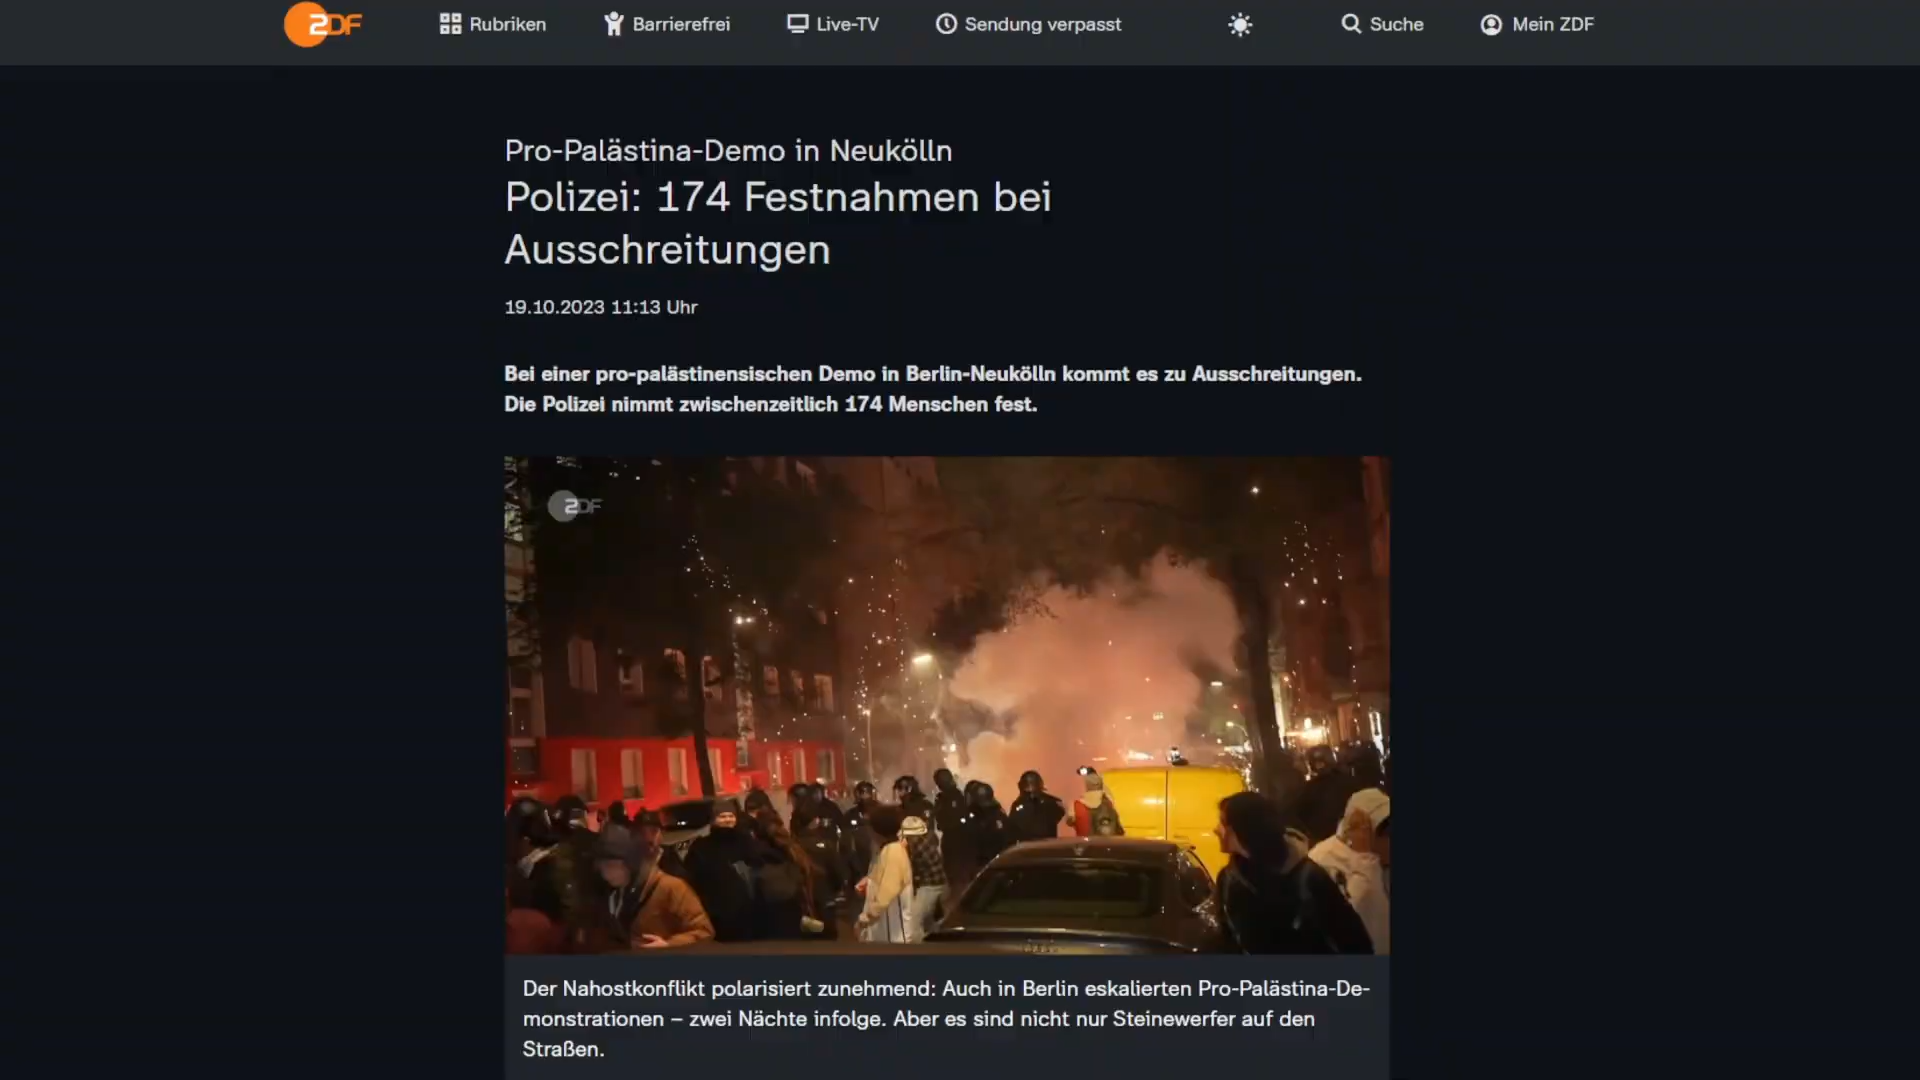 ZDF
Rubriken
Barrierefrei
Live-TV
Sendung verpasst
Suche
Mein ZDF
Pro-Palästina-Demo in Neukölln
Polizei: 174 Festnahmen bei
Ausschreitungen
19.10.2023 11:13 Uhr
Bei einer pro-palästinensischen Demo in Berlin-Neukölln kommt es zu Ausschreitungen.
Die Polizei nimmt zwischenzeitlich 174 Menschen fest.
ZDF
Der Nahostkonflikt polarisiert zunehmend: Auch in Berlin eskalierten Pro-Palästina-De-
monstrationen – zwei Nächte infolge. Aber es sind nicht nur Steinewerfer auf den
Straßen.